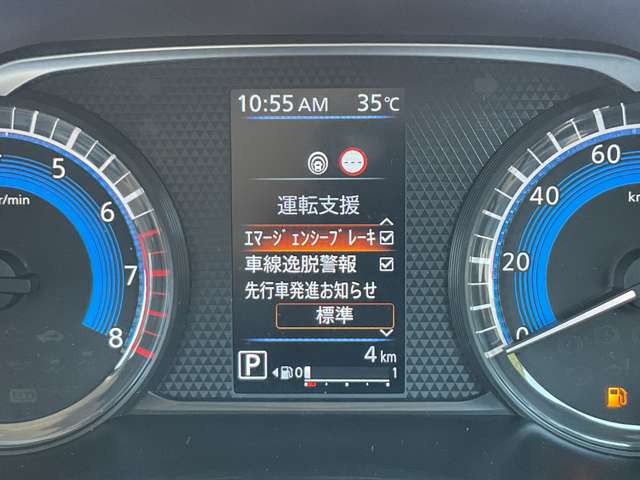 10:55 AM 35℃
運転支援
ｴﾏｰｼﾞｪﾝｼｰﾌﾞﾚｰｷ
車線逸脱警報
先行車発進お知らせ
標準
4 km
P 0 1
5
6
7
8
r/min
60
40
20
0
km